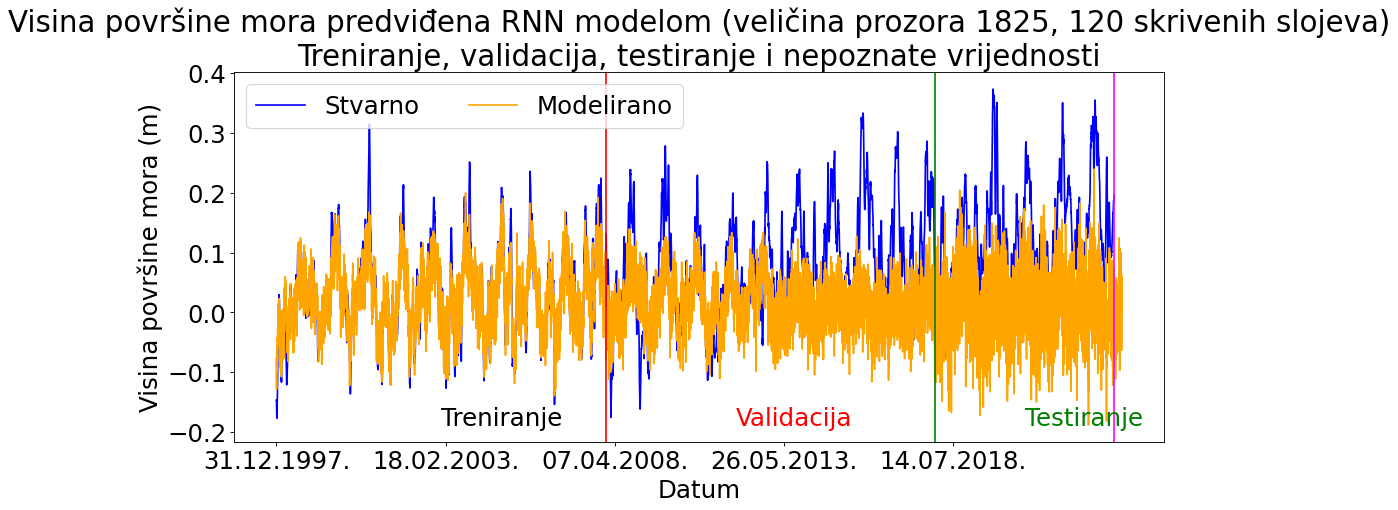 Visina površine mora predviđena RNN modelom (veličina prozora 1825, 120 skrivenih slojeva)
Treniranje, validacija, testiranje i nepoznate vrijednosti
Stvarno
Modelirano
Visina površine mora (m)
0.4
0.3
0.2
0.1
0.0
−0.1
−0.2
Treniranje
Validacija
Testiranje
31.12.1997.
18.02.2003.
07.04.2008.
26.05.2013.
14.07.2018.
Datum